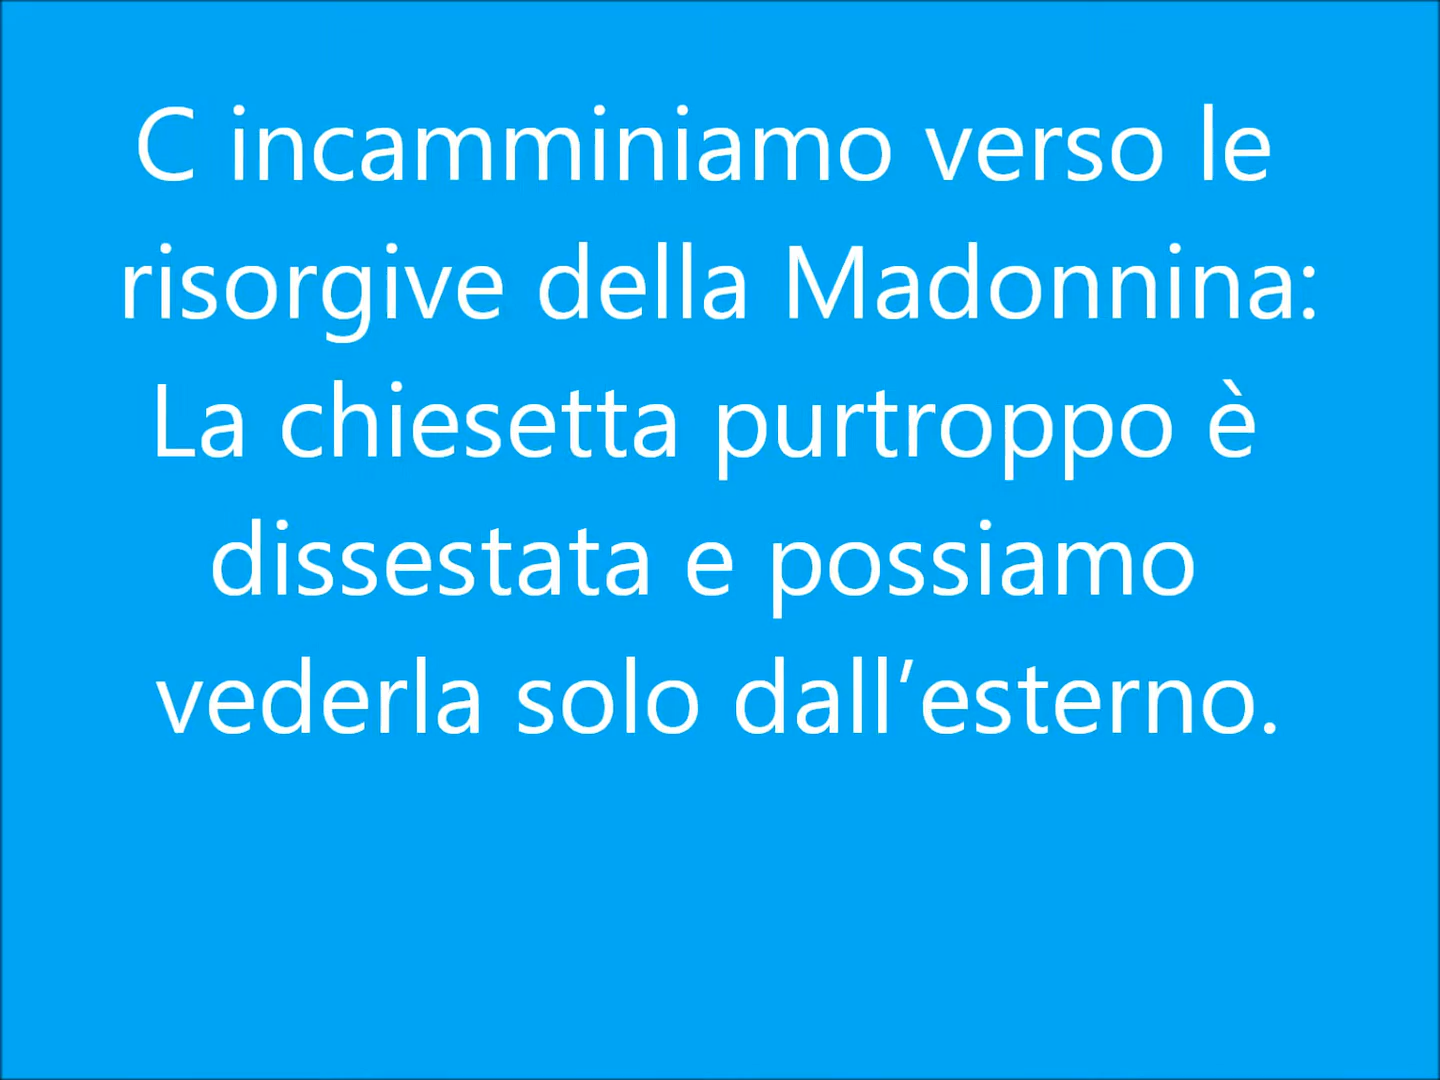 C incamminiamo verso le
risorgive della Madonnina:
La chiesetta purtroppo è
dissestata e possiamo
vederla solo dall’esterno.